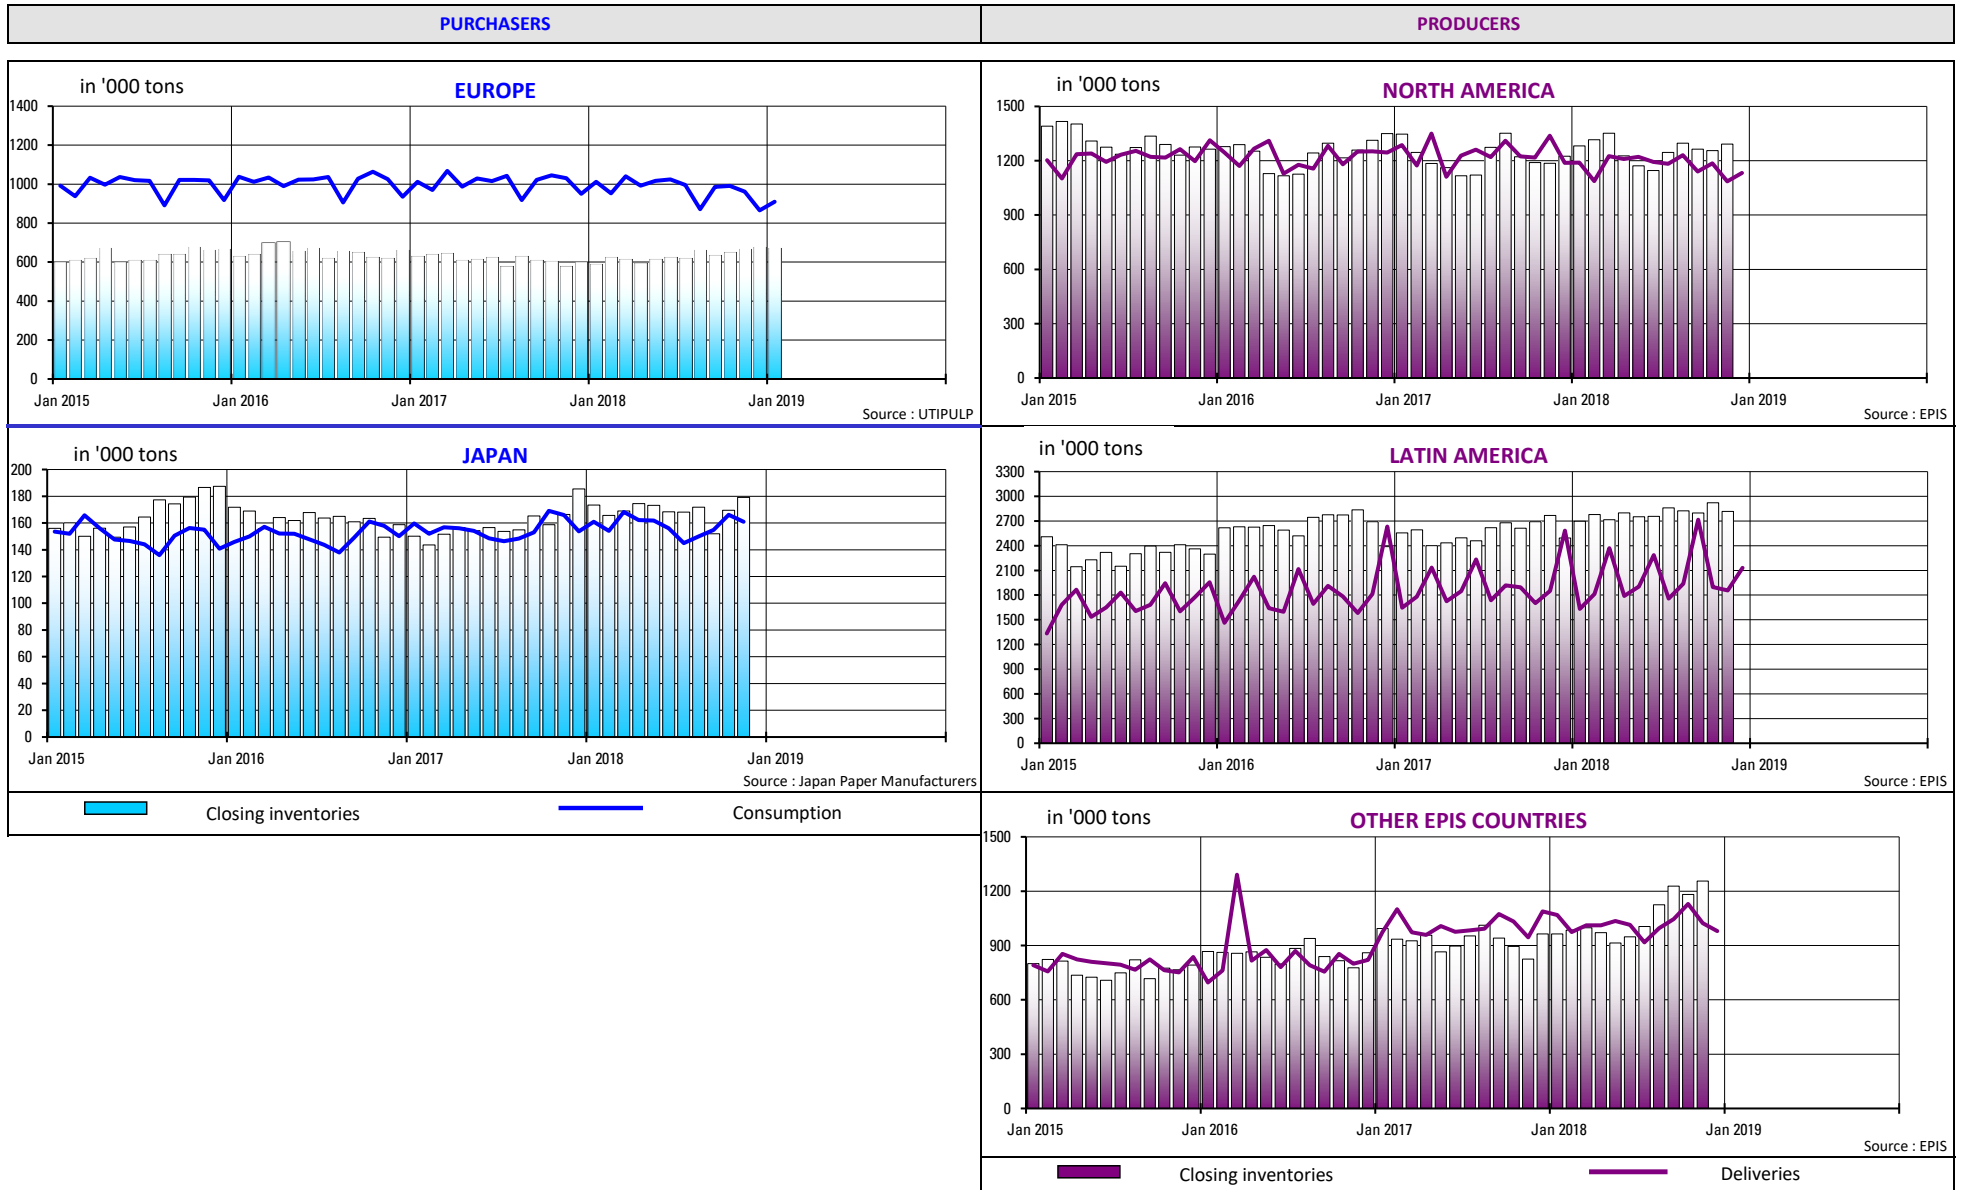 PURCHASERS
PRODUCERS
in '000 tons
EUROPE
1400
1200
1000
800
600
400
200
0
Jan 2015 Jan 2016 Jan 2017 Jan 2018 Jan 2019
Source : UTIPULP
in '000 tons
JAPAN
200
180
160
140
120
100
80
60
40
20
0
Jan 2015 Jan 2016 Jan 2017 Jan 2018 Jan 2019
Source : Japan Paper Manufacturers
Closing inventories Consumption
in '000 tons
NORTH AMERICA
1500
1200
900
600
300
0
Jan 2015 Jan 2016 Jan 2017 Jan 2018 Jan 2019
Source : EPIS
in '000 tons
LATIN AMERICA
3300
3000
2700
2400
2100
1800
1500
1200
900
600
300
0
Jan 2015 Jan 2016 Jan 2017 Jan 2018 Jan 2019
Source : EPIS
in '000 tons
OTHER EPIS COUNTRIES
1500
1200
900
600
300
0
Jan 2015 Jan 2016 Jan 2017 Jan 2018 Jan 2019
Source : EPIS
Closing inventories Deliveries